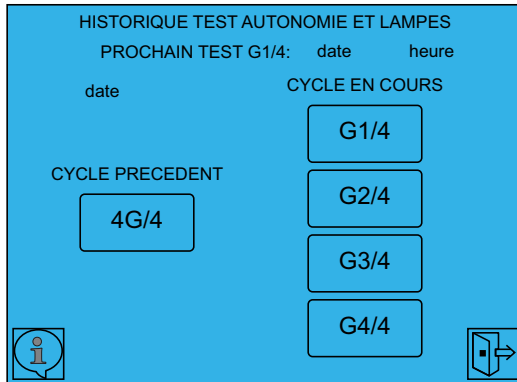 HISTORIQUE TEST AUTONOMIE ET LAMPES
PROCHAIN TEST G1/4: date heure
date
CYCLE EN COURS
G1/4
CYCLE PRECEDENT
4G/4
G2/4
G3/4
G4/4
i